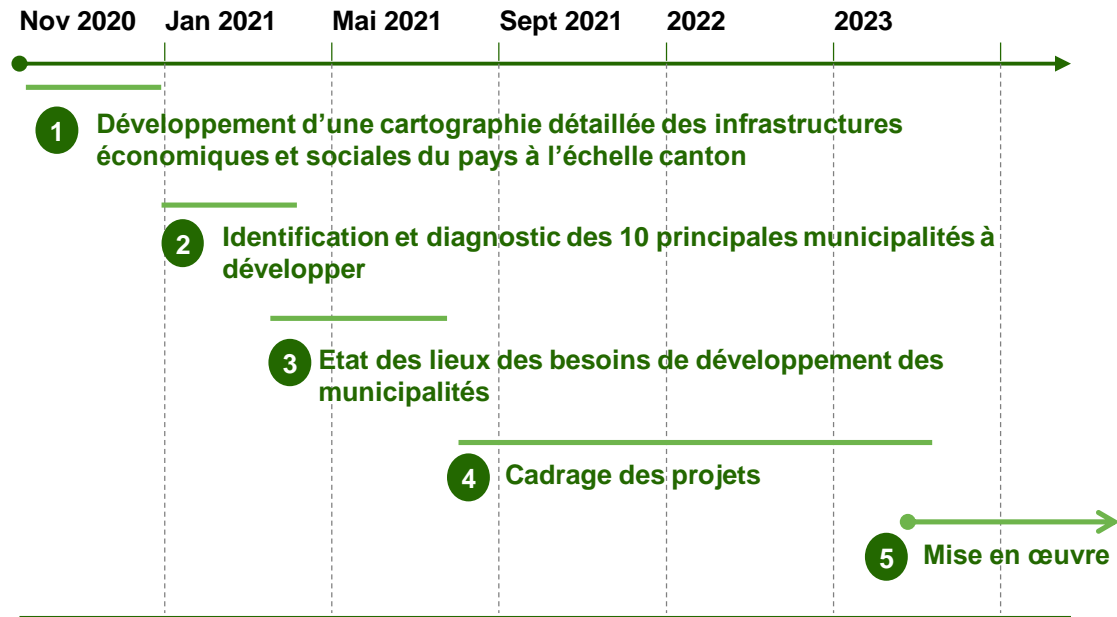 Nov 2020 Jan 2021 Mai 2021 Sept 2021 2022 2023
1 Développement d’une cartographie détaillée des infrastructures
économiques et sociales du pays à l’échelle canton
2 Identification et diagnostic des 10 principales municipalités à
développer
3 Etat des lieux des besoins de développement des
municipalités
4 Cadrage des projets
5 Mise en œuvre